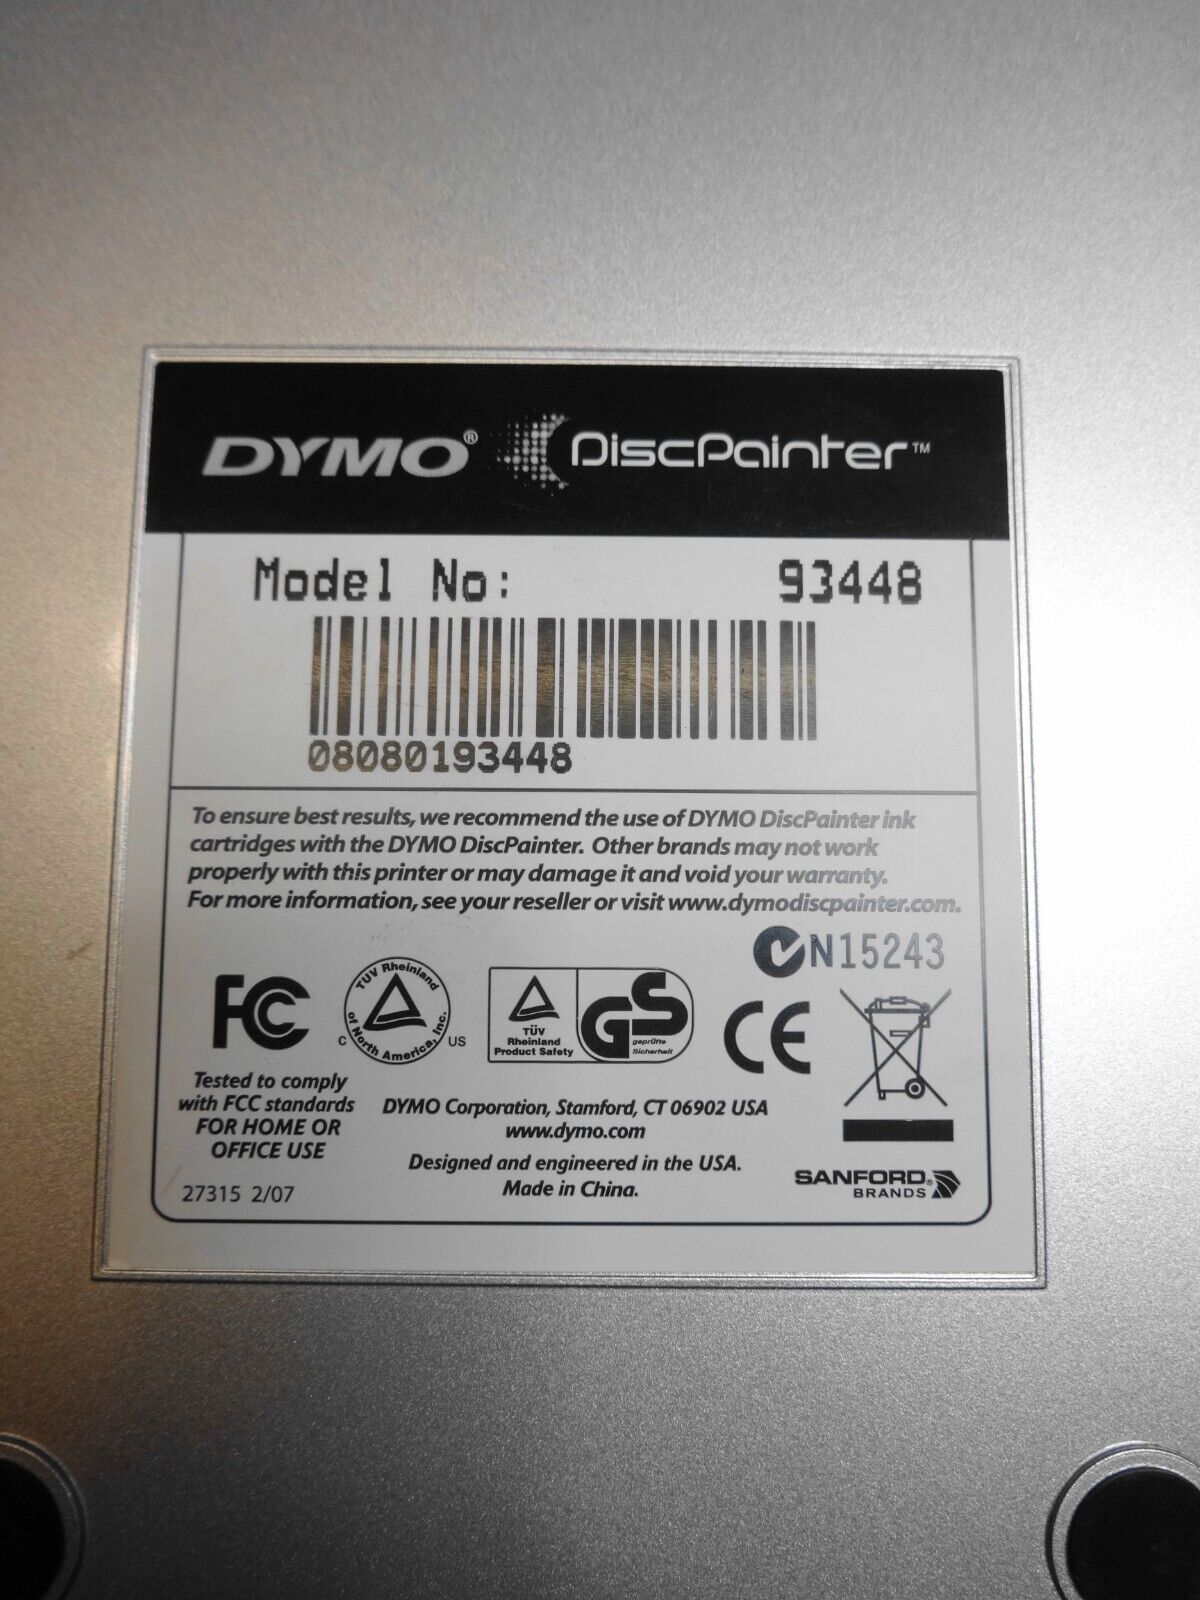 DYMO® DiscPainter™
Model No: 93448
08080193448
To ensure best results, we recommend the use of DYMO DiscPainter ink
cartridges with the DYMO DiscPainter. Other brands may not work
properly with this printer or may damage it and void your warranty.
For more information, see your reseller or visit www.dymodiscpainter.com.
N15243
FC
TÜV Rheinland
of North America, Inc.
C US
TÜV
Rheinland
Product Safety
GS
geprüfte
Sicherheit
CE
Tested to comply
with FCC standards
FOR HOME OR
OFFICE USE
DYMO Corporation, Stamford, CT 06902 USA
www.dymo.com
Designed and engineered in the USA.
Made in China.
SANFORD®
BRANDS
27315 2/07